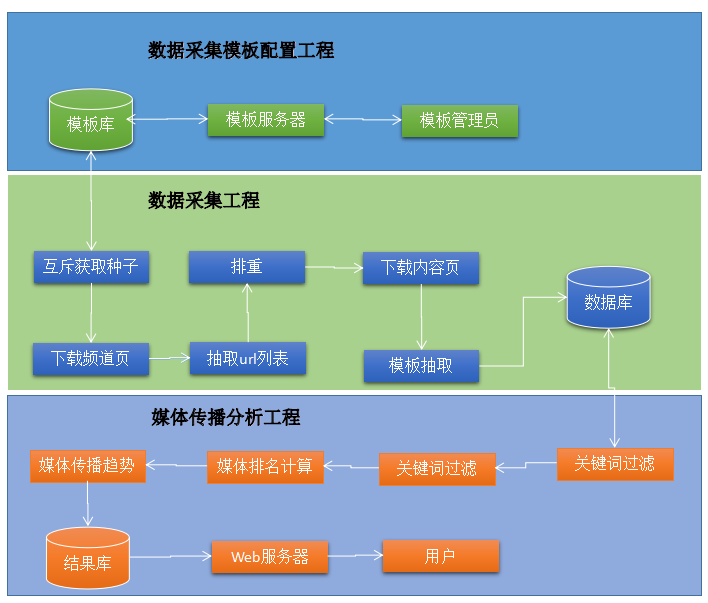 数据采集模板配置工程
模板库
模板服务器
模板管理员
数据采集工程
互斥获取种子
排重
下载内容页
数据库
下载频道页
抽取url列表
模板抽取
媒体传播分析工程
媒体传播趋势
媒体排名计算
关键词过滤
关键词过滤
结果库
Web服务器
用户